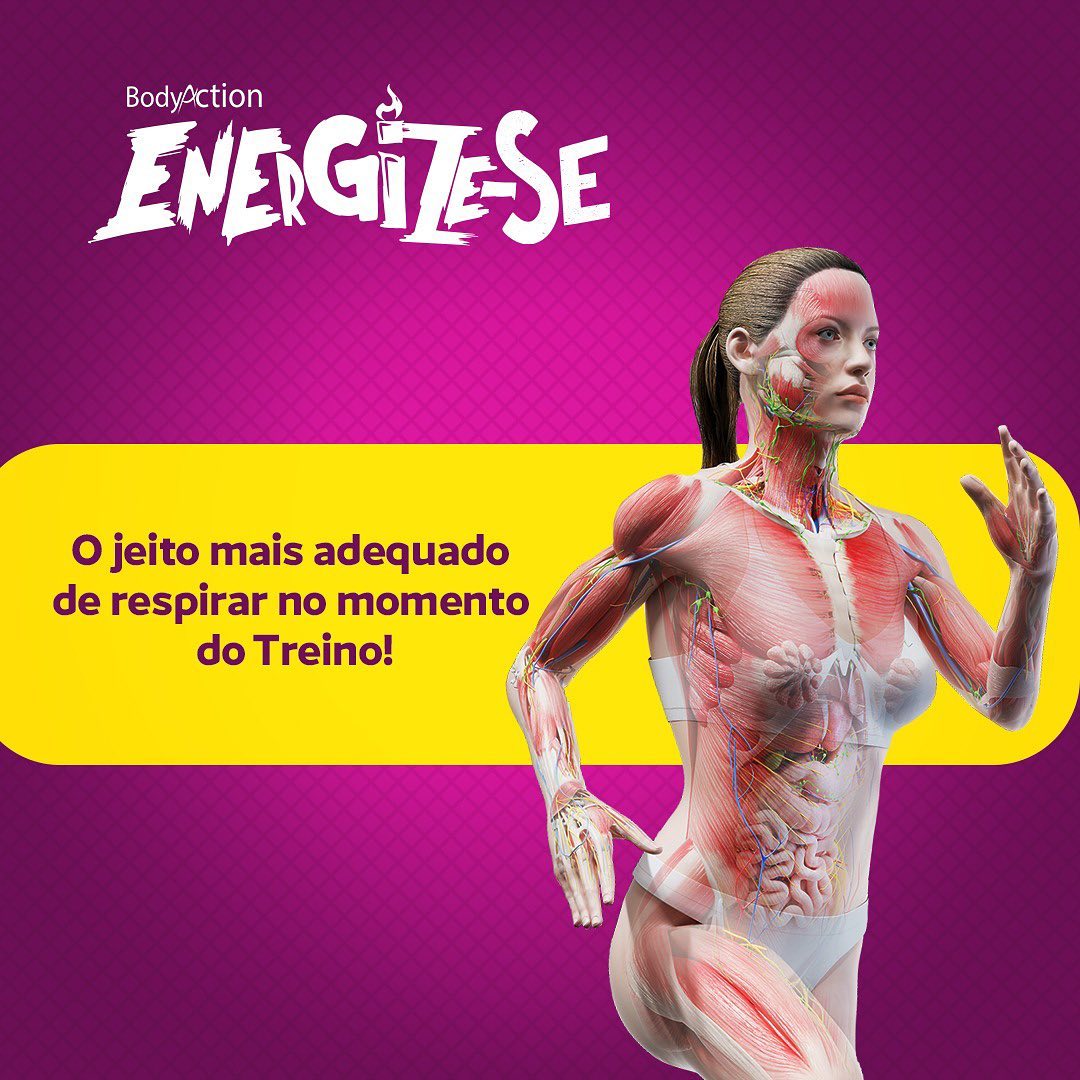 BodyAction
ENERGIZE-SE
O jeito mais adequado
de respirar no momento
do Treino!